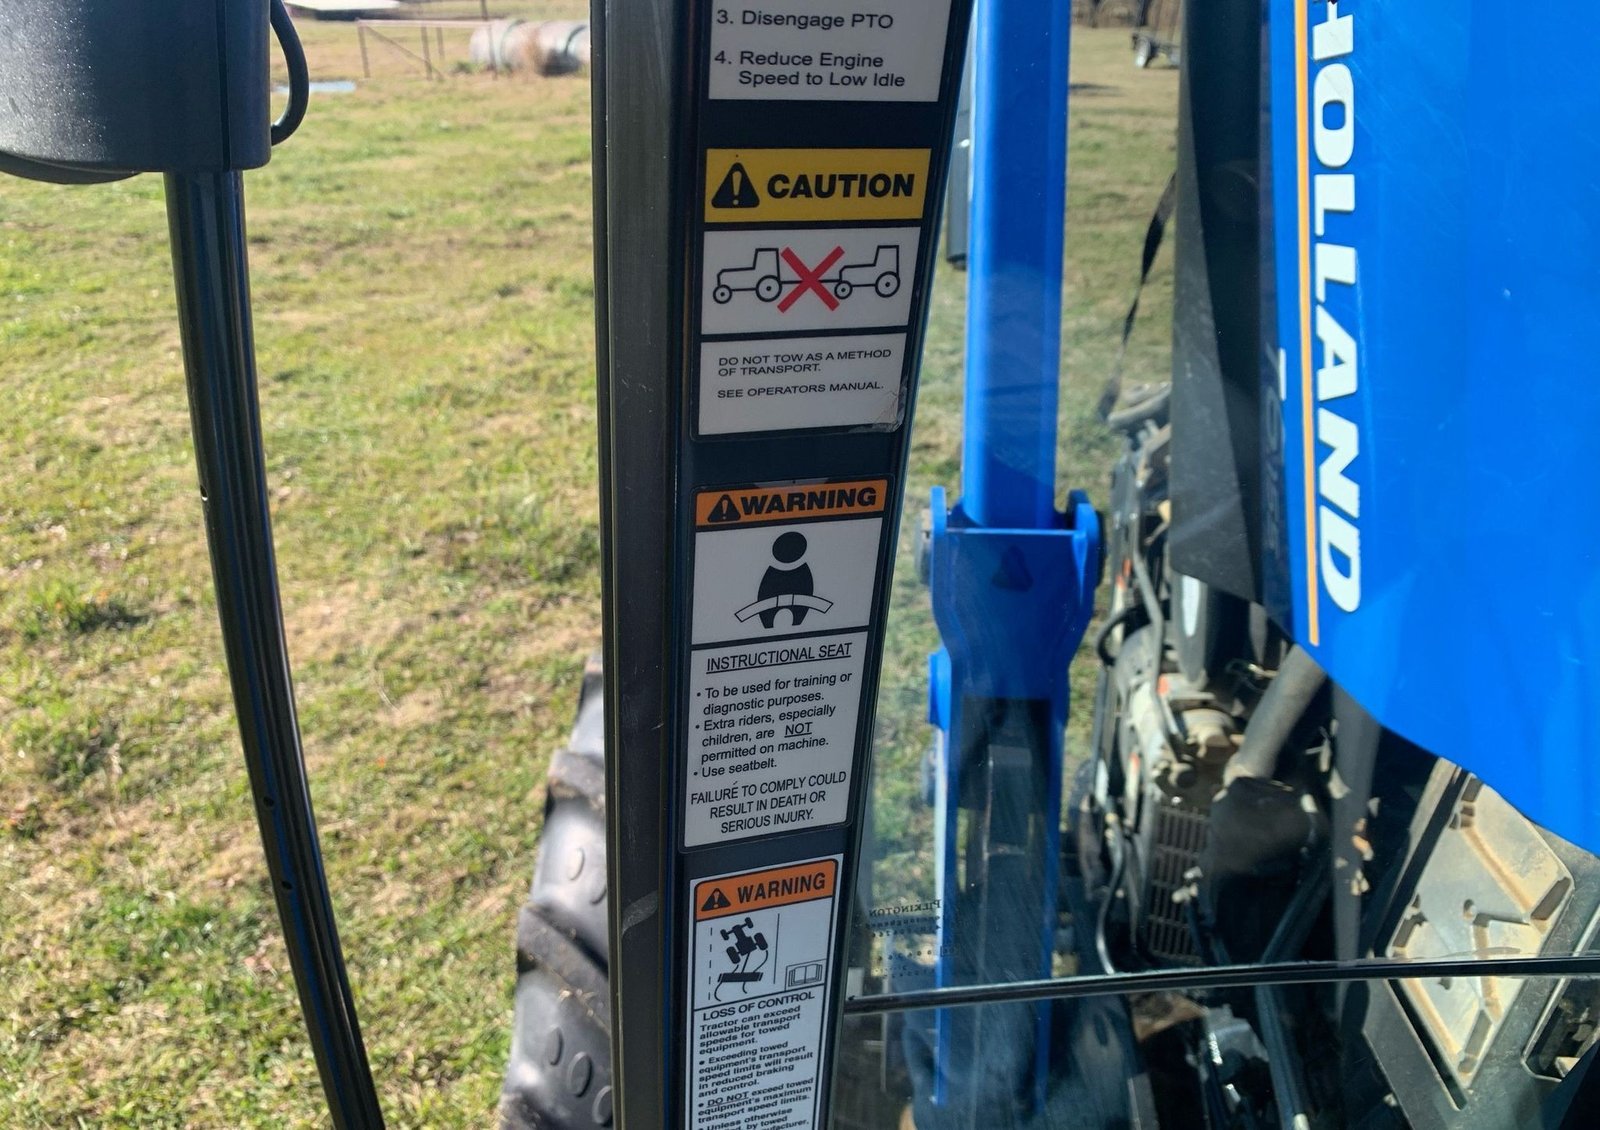 3. Disengage PTO
4. Reduce Engine
Speed to Low Idle
CAUTION
DO NOT TOW AS A METHOD
OF TRANSPORT.
SEE OPERATORS MANUAL.
WARNING
INSTRUCTIONAL SEAT
• To be used for training or
diagnostic purposes.
• Extra riders, especially
children, are NOT
permitted on machine.
• Use seatbelt.
FAILURE TO COMPLY COULD
RESULT IN DEATH OR
SERIOUS INJURY.
WARNING
LOSS OF CONTROL
Tractor can exceed
allowable transport
speeds for towed
equipment.
• Exceeding towed
equipment's transport
speed limits will result
in reduced braking
and control.
• DO NOT exceed towed
equipment's maximum
transport speed limits.
• Unless otherwise
by towed
HOLLAND
PILKINGTON